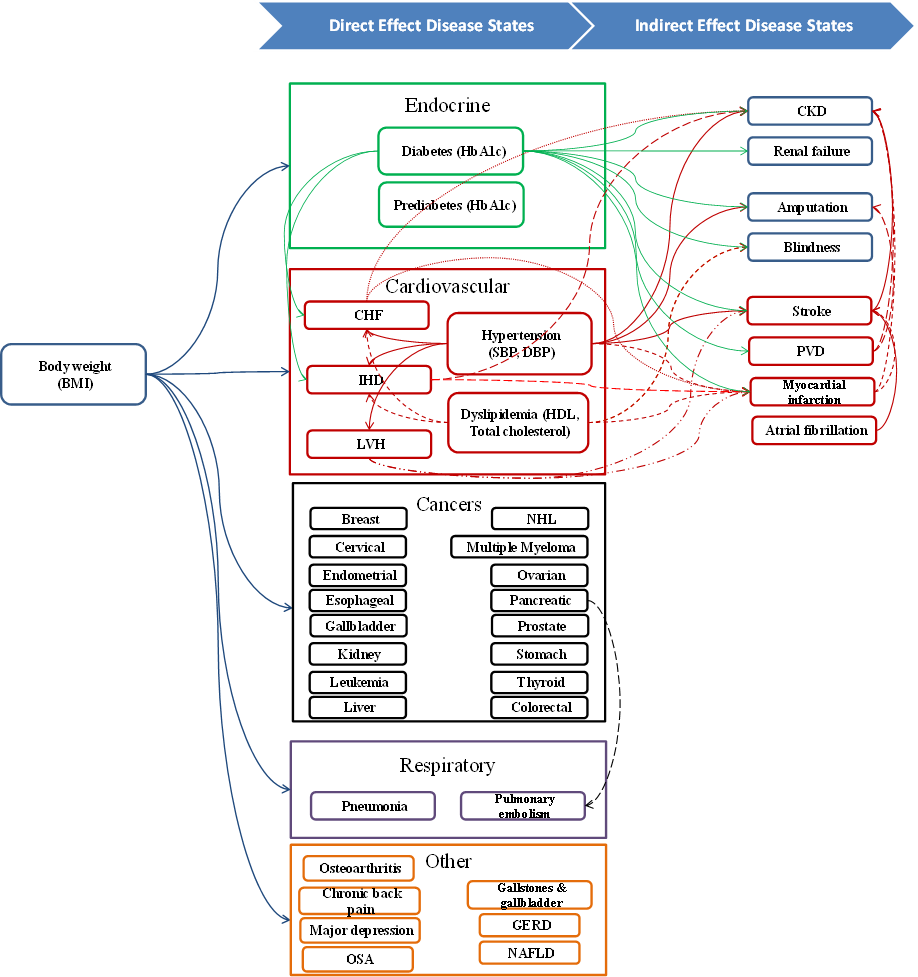 Direct Effect Disease States
Indirect Effect Disease States
Endocrine
Diabetes (HbA1c)
Prediabetes (HbA1c)
Cardiovascular
CHF
Hypertension
(SBP, DBP)
IHD
Dyslipidemia (HDL,
Total cholesterol)
LVH
CKD
Renal failure
Amputation
Blindness
Stroke
PVD
Myocardial
infarction
Atrial fibrillation
Body weight
(BMI)
Cancers
Breast
Cervical
Endometrial
Esophageal
Gallbladder
Kidney
Leukemia
Liver
NHL
Multiple Myeloma
Ovarian
Pancreatic
Prostate
Stomach
Thyroid
Colorectal
Respiratory
Pneumonia
Pulmonary
embolism
Other
Osteoarthritis
Chronic back
pain
Major depression
OSA
Gallstones &
gallbladder
GERD
NAFLD